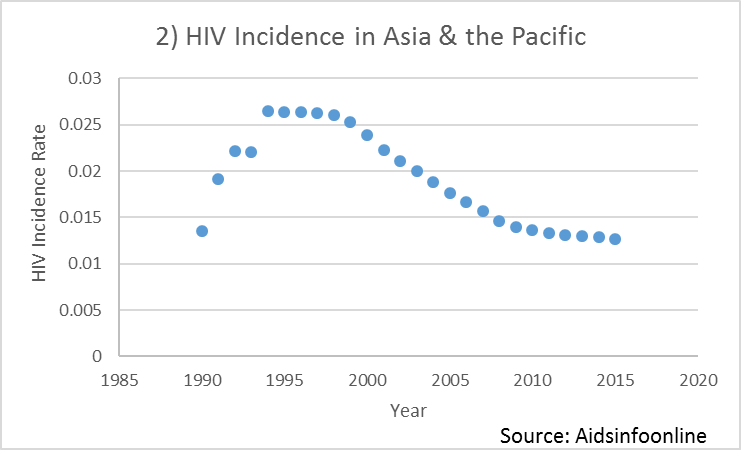 2) HIV Incidence in Asia & the Pacific
HIV Incidence Rate
0.03
0.025
0.02
0.015
0.01
0.005
0
1985 1990 1995 2000 2005 2010 2015 2020
Year
Source: Aidsinfoonline